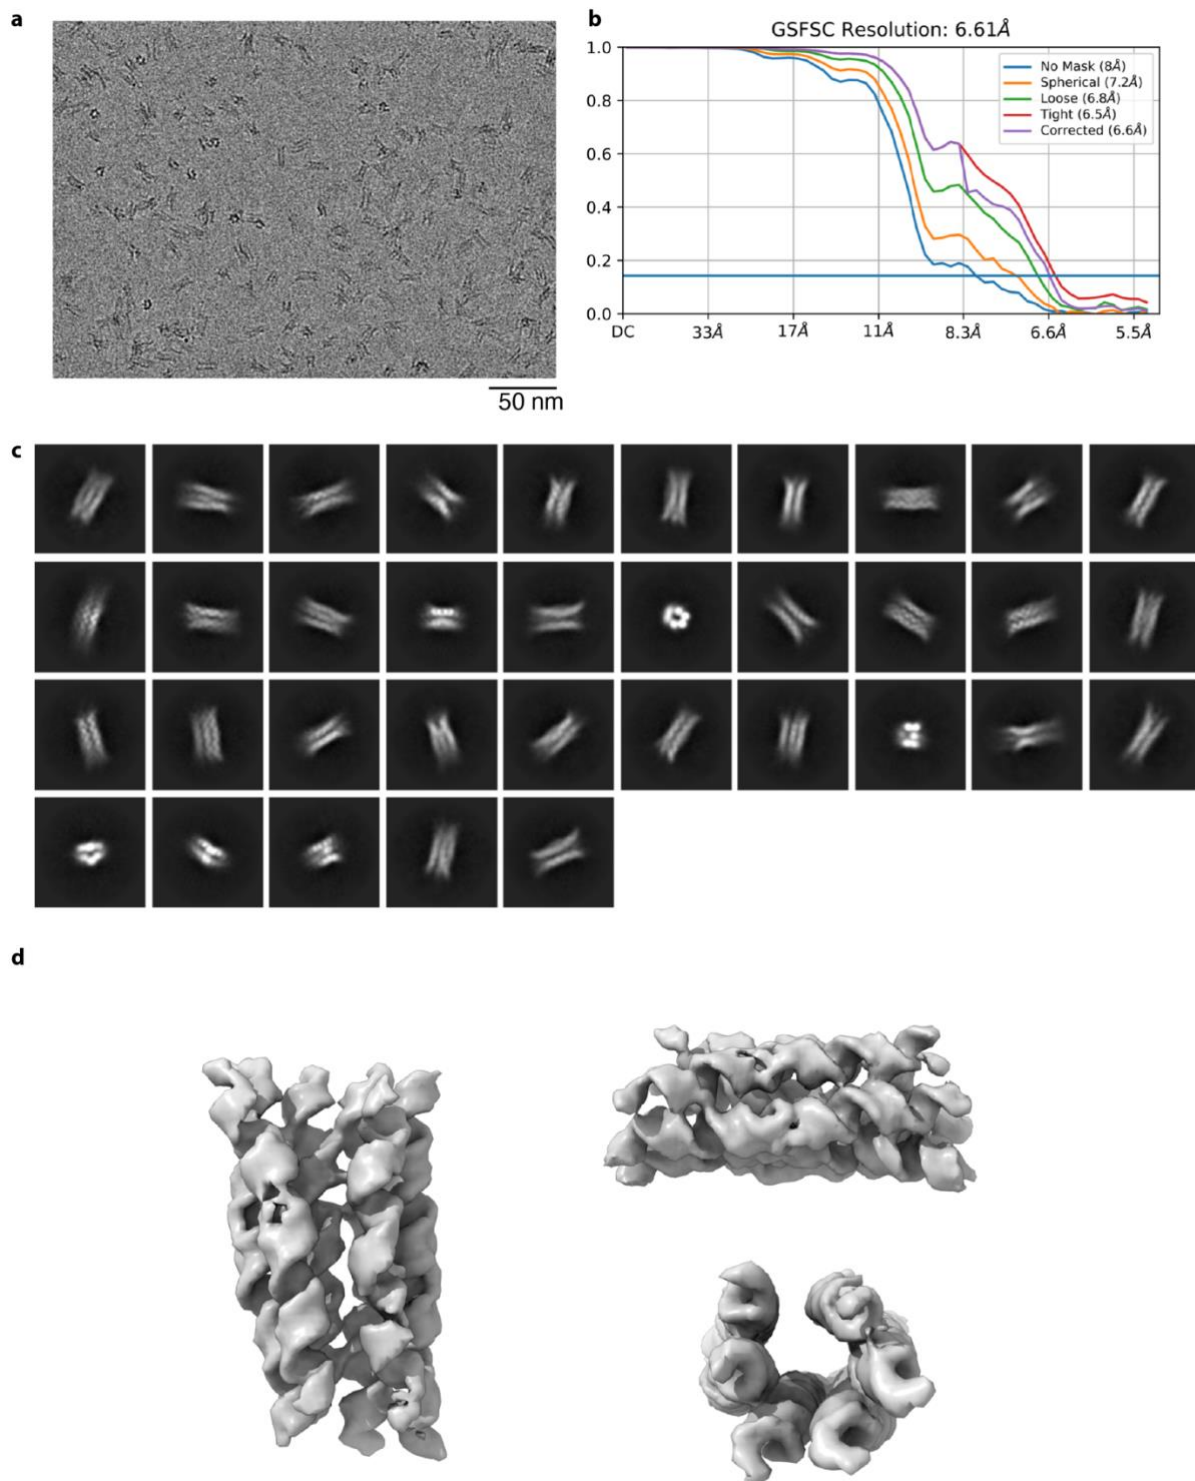 a
50 nm
b
GSFSC Resolution: 6.61Å
1.0
0.8
0.6
0.4
0.2
0.0
DC
33Å
17Å
11Å
8.3Å
6.6Å
5.5Å
No Mask (8Å)
Spherical (7.2Å)
Loose (6.8Å)
Tight (6.5Å)
Corrected (6.6Å)
c
d